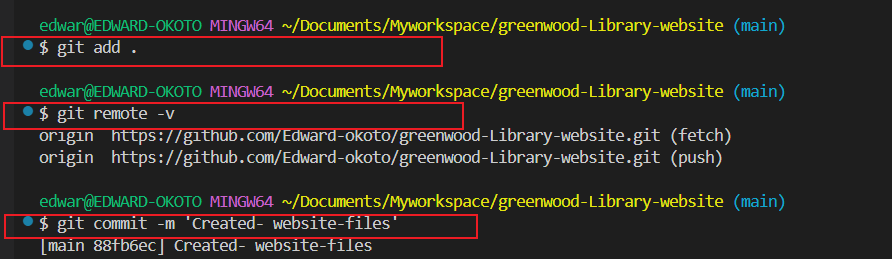 edwar@EDWARD-OKOTO MINGW64 ~/Documents/Myworkspace/greenwood-Library-website (main)
$ git add .
edwar@EDWARD-OKOTO MINGW64 ~/Documents/Myworkspace/greenwood-Library-website (main)
$ git remote -v
origin  https://github.com/Edward-okoto/greenwood-Library-website.git (fetch)
origin  https://github.com/Edward-okoto/greenwood-Library-website.git (push)
edwar@EDWARD-OKOTO MINGW64 ~/Documents/Myworkspace/greenwood-Library-website (main)
$ git commit -m 'Created- website-files'
[main 88fb6ec] Created- website-files